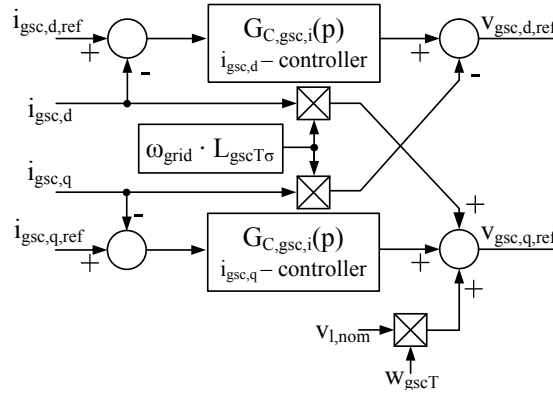 i_gsc,d,ref
G_C,gsc,i(p)
v_gsc,d,ref
+
+
i_gsc,d – controller
-
-
i_gsc,d
ω_grid · L_gscTσ
i_gsc,q
-
+
i_gsc,q,ref
G_C,gsc,i(p)
v_gsc,q,ref
+
+
i_gsc,q – controller
+
v_l,nom
w_gscT